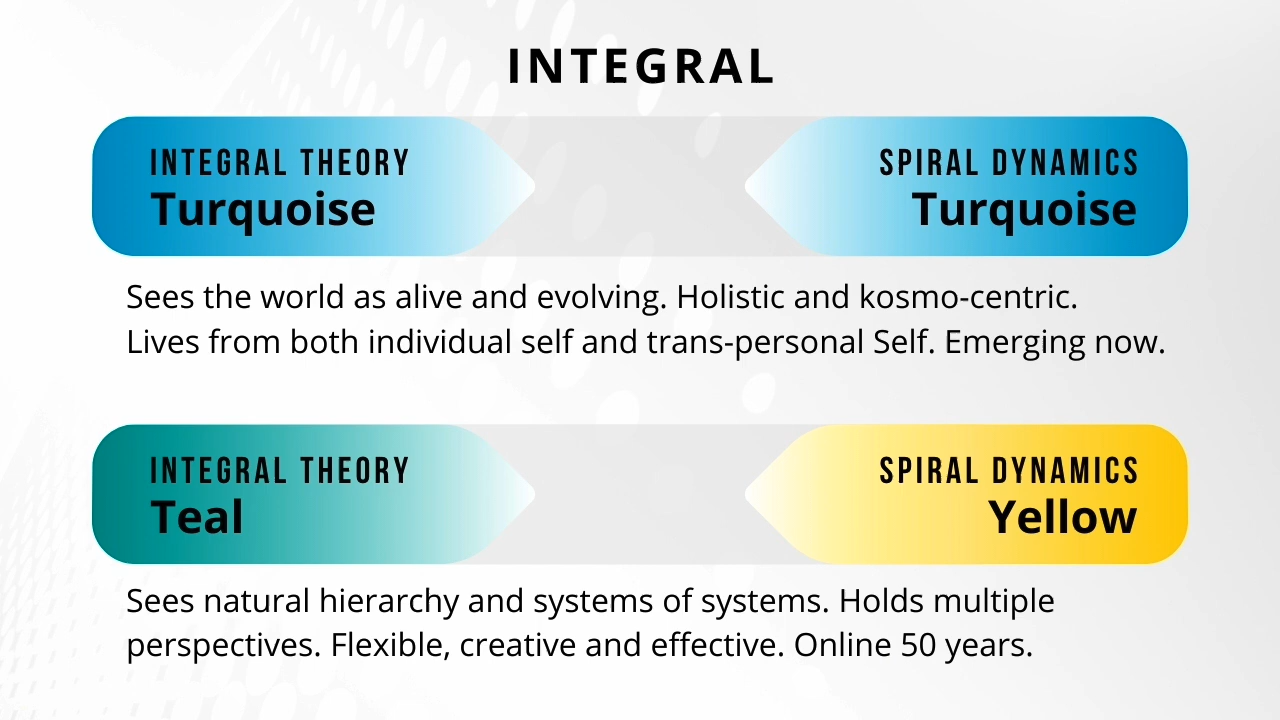 INTEGRAL
INTEGRAL THEORY
Turquoise
SPIRAL DYNAMICS
Turquoise
Sees the world as alive and evolving. Holistic and kosmo-centric.
Lives from both individual self and trans-personal Self. Emerging now.
INTEGRAL THEORY
Teal
SPIRAL DYNAMICS
Yellow
Sees natural hierarchy and systems of systems. Holds multiple
perspectives. Flexible, creative and effective. Online 50 years.